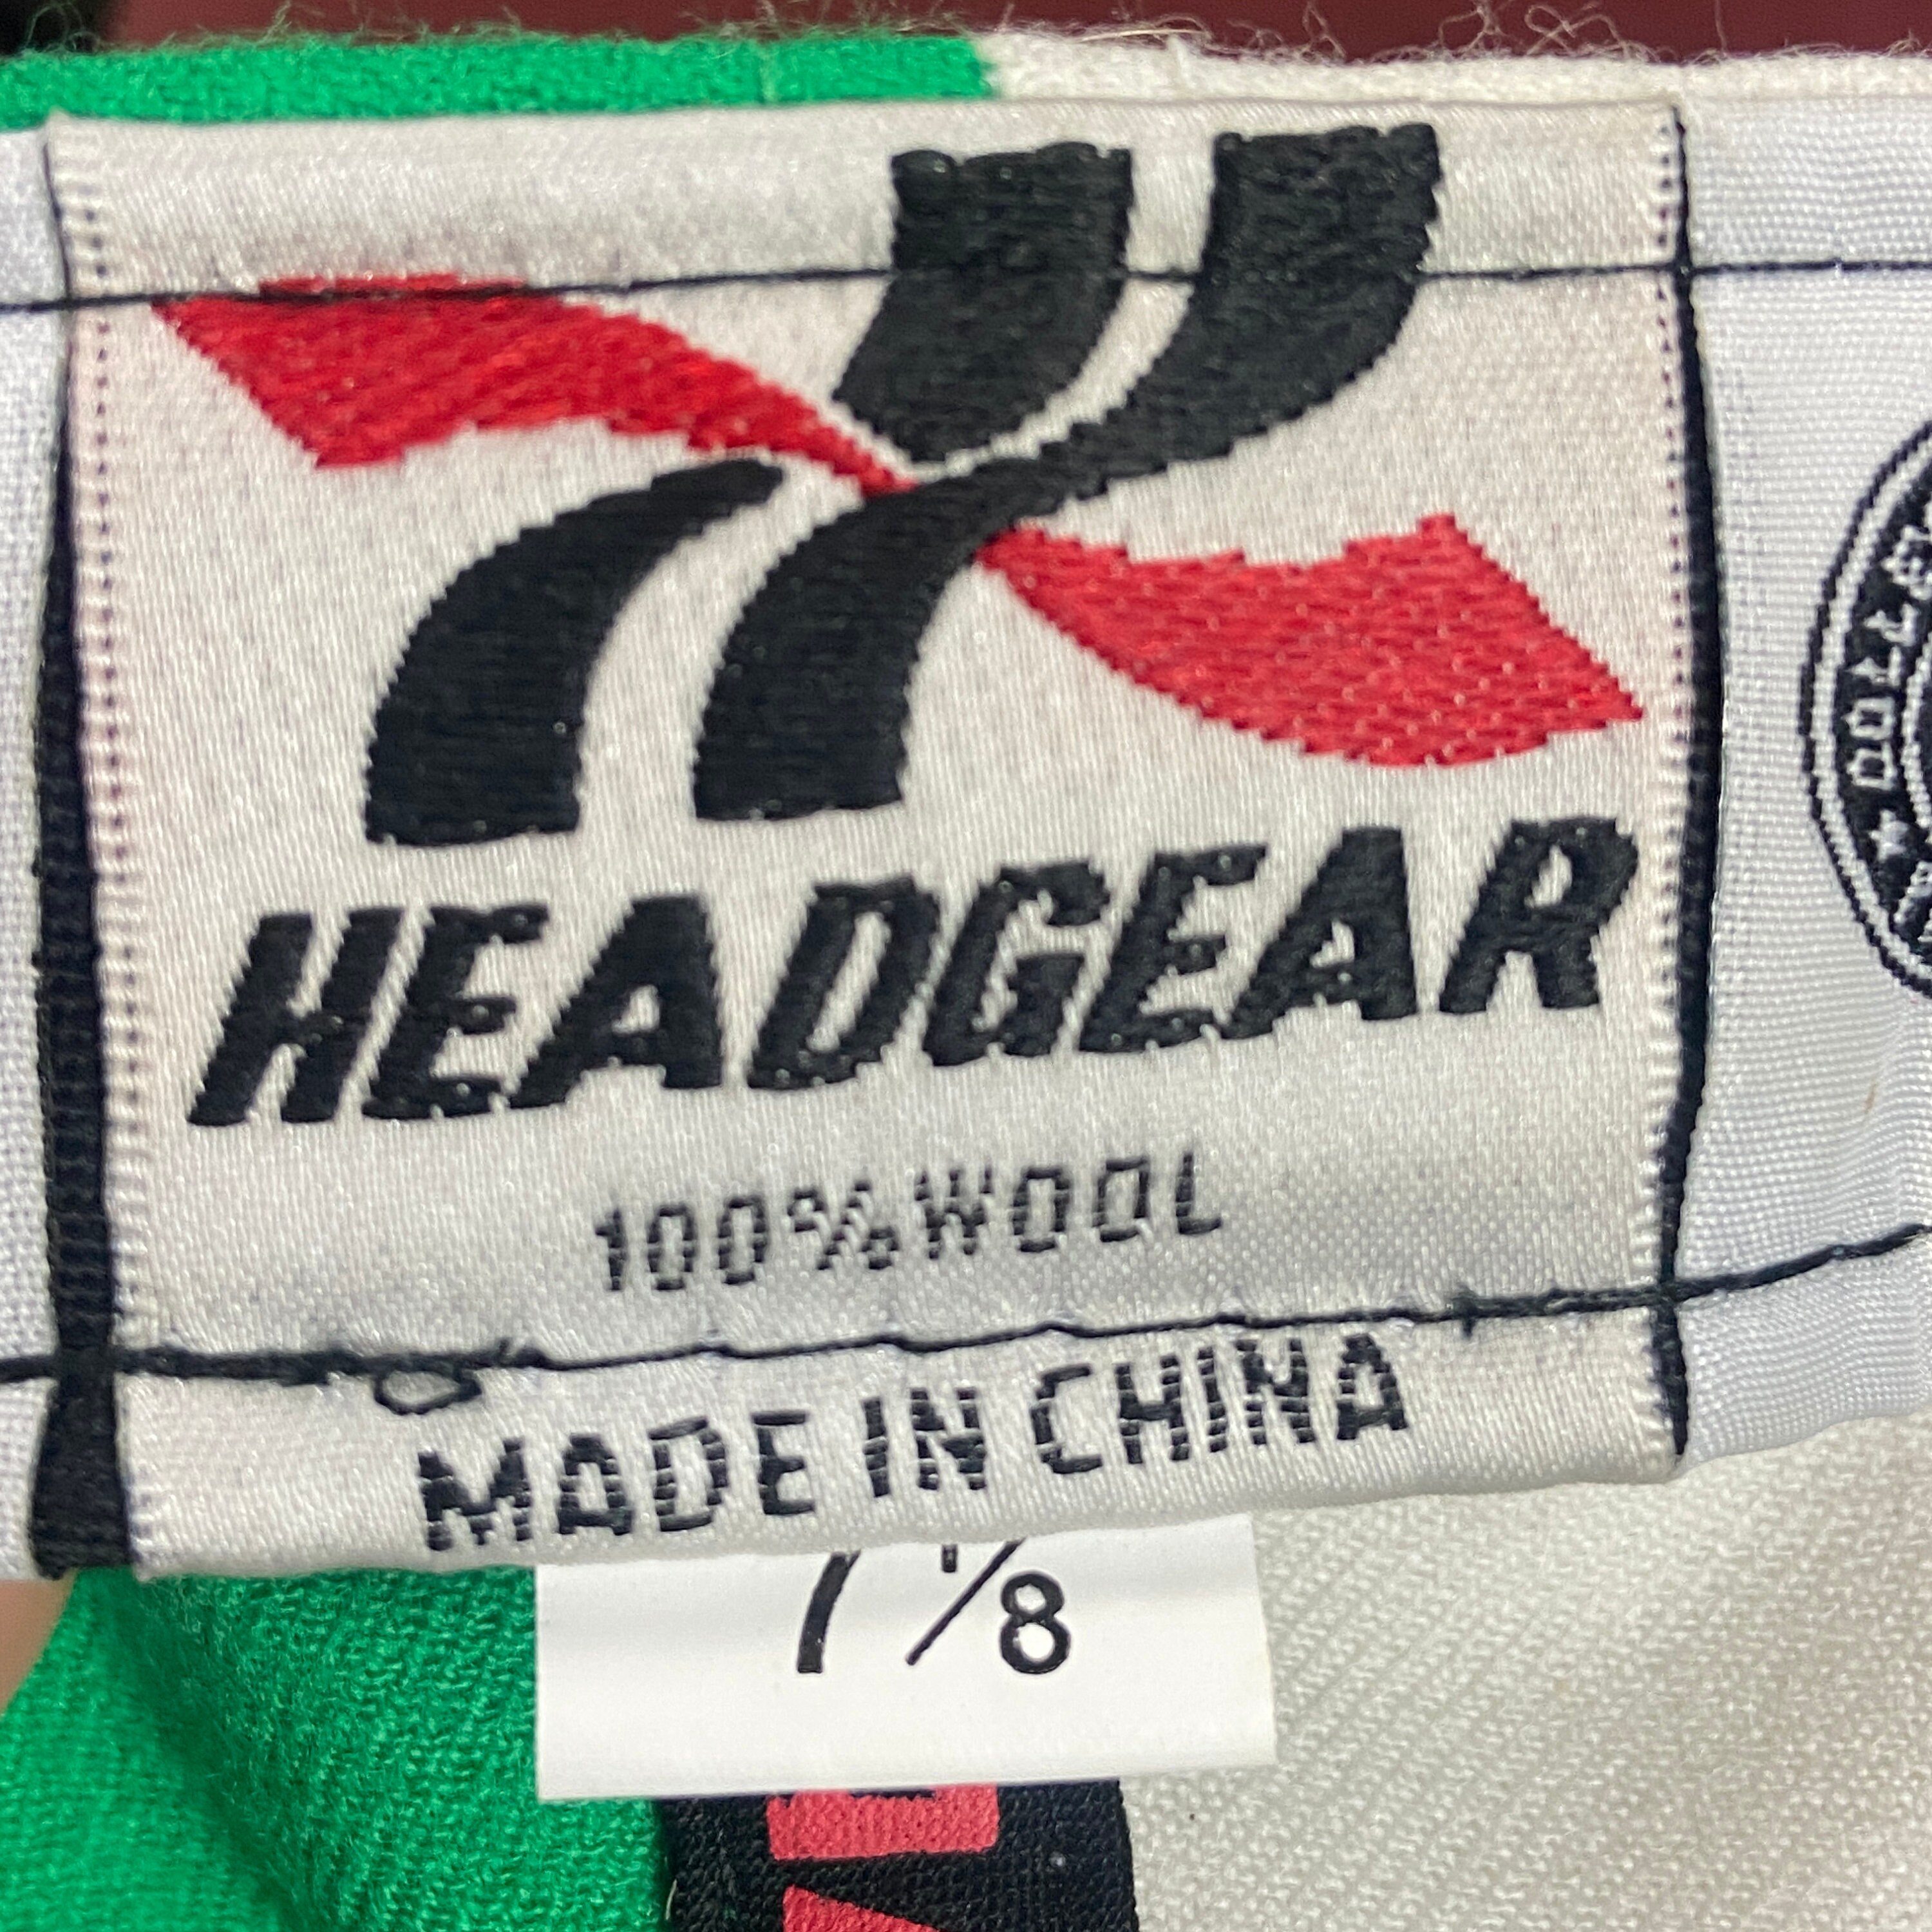 HEADGEAR
100% WOOL
MADE IN CHINA
7 1/8